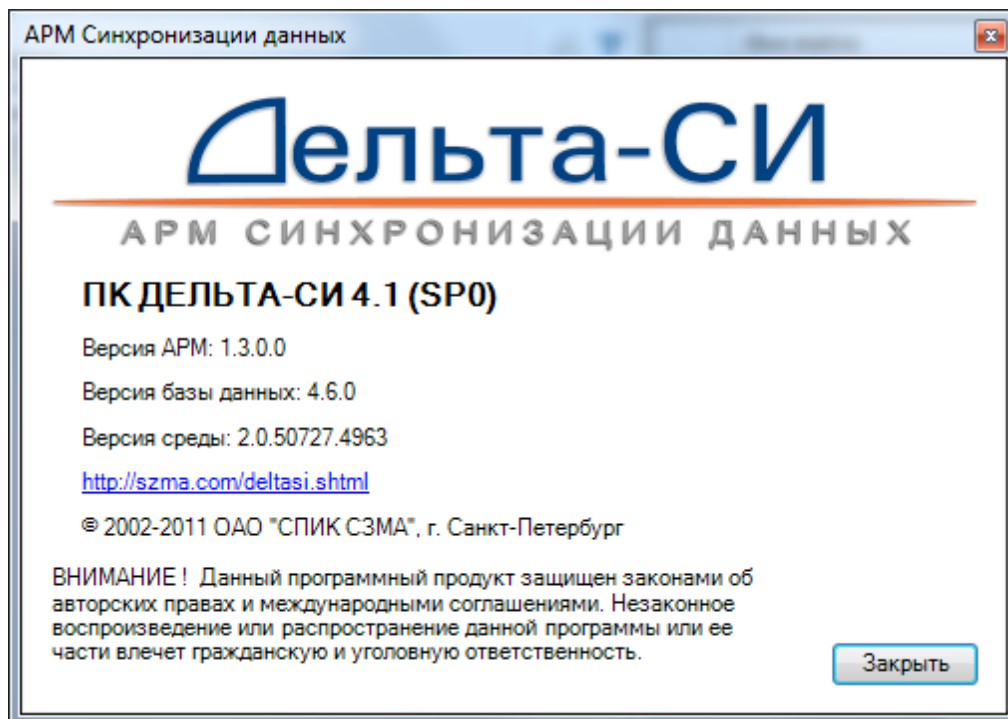 АРМ Синхронизации данных
Дельта-СИ
АРМ СИНХРОНИЗАЦИИ ДАННЫХ
ПК ДЕЛЬТА-СИ 4.1 (SP0)
Версия АРМ: 1.3.0.0
Версия базы данных: 4.6.0
Версия среды: 2.0.50727.4963
http://szma.com/deltasi.shtml
© 2002-2011 ОАО "СПИК СЗМА", г. Санкт-Петербург
ВНИМАНИЕ ! Данный программный продукт защищен законами об
авторских правах и международными соглашениями. Незаконное
воспроизведение или распространение данной программы или ее
части влечет гражданскую и уголовную ответственность.
Закрыть